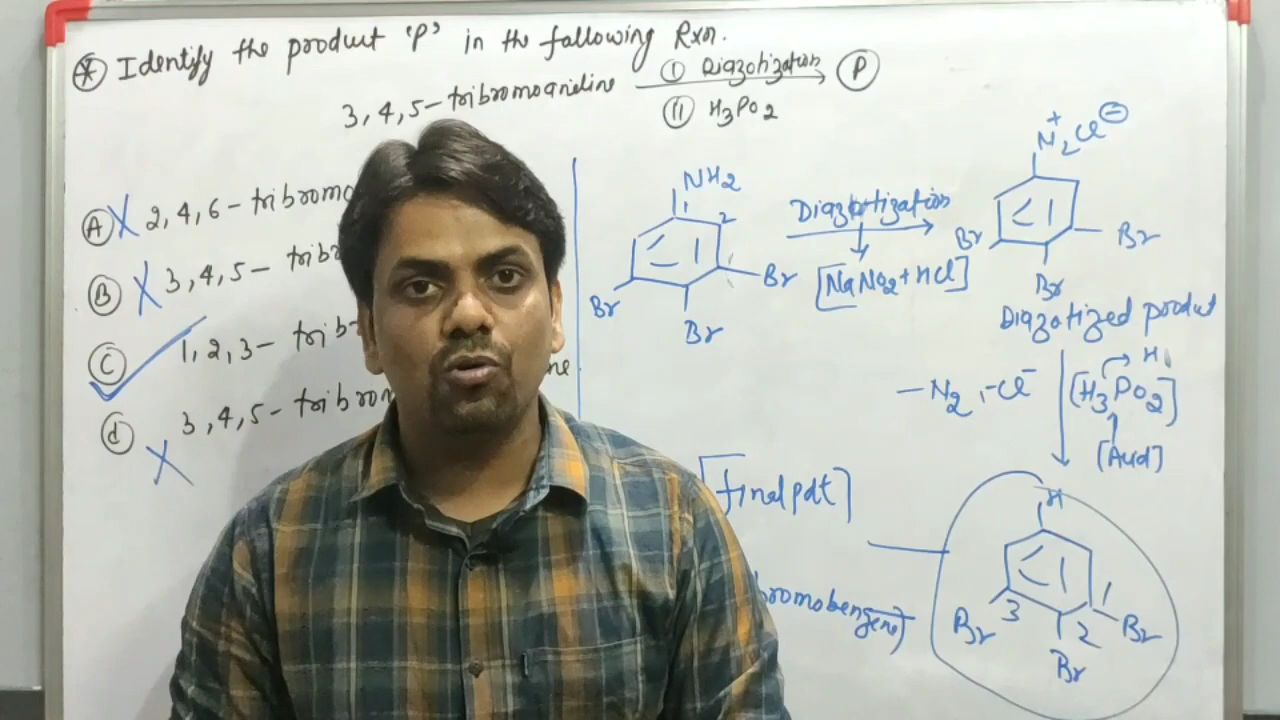 Identify the product 'P' in the following Rxn.
3,4,5-tribromoaniline
(I) Diazotization
(II) H3PO2
P
(A) X 2,4,6-tribromo
(B) X 3,4,5-trib
(C) 1,2,3-trib
(d) X 3,4,5-tribrom
ne
NH2
1
2
Br
Br
Br
Diazotization
[NaNO2+HCl]
N2+Cl⊖
Br
Br
Br
Diazotized product
-N2,-Cl-
[H3PO2]
H
[Acid]
[final pdt]
bromobenzene)
H
3
2
1
Br
Br
Br